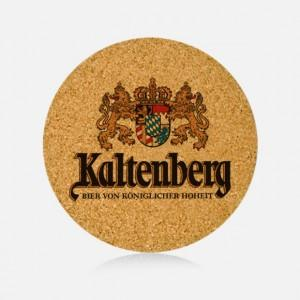 Kaltenberg
BIER VON KÖNIGLICHER HOHEIT